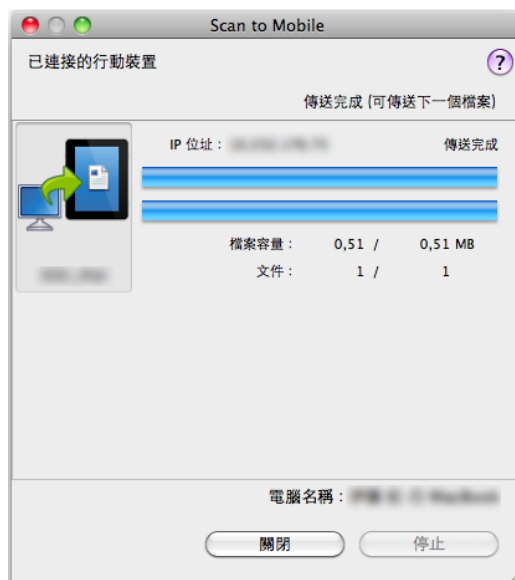 Scan to Mobile
已連接的行動裝置 ?
傳送完成 (可傳送下一個檔案)
IP 位址： 傳送完成
檔案容量： 0,51 / 0,51 MB
文件： 1 / 1
電腦名稱：
關閉 停止